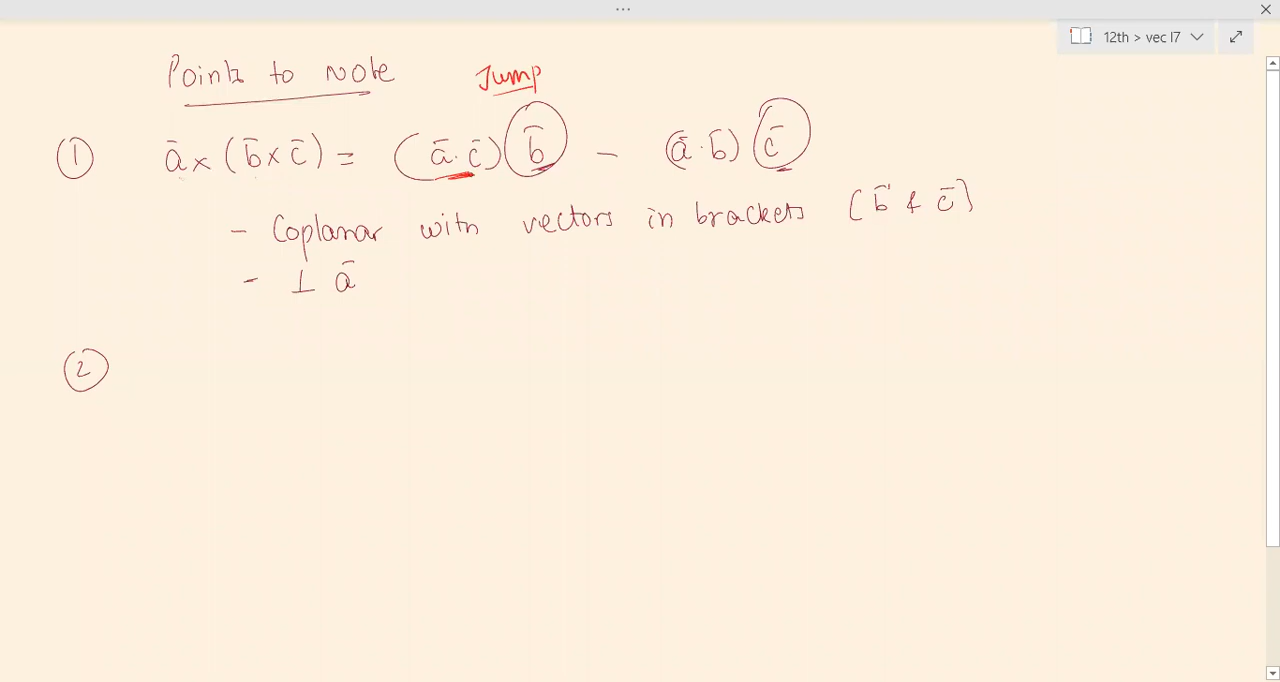 ...
12th > vec l7
Points to Note Jump
① ā × (b̄ × c̄) = (ā · c̄) b̄ - (ā · b̄) c̄
- Coplanar with vectors in brackets (b̄ & c̄)
- ⊥ ā
②